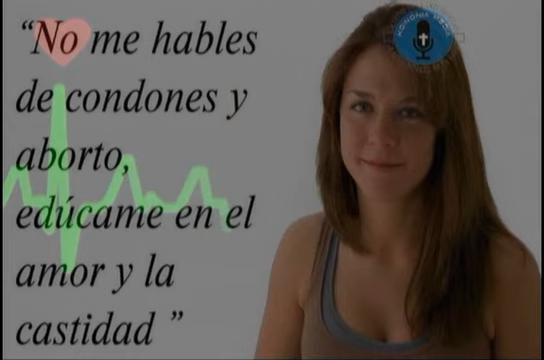 “No me hables
de condones y
aborto,
edúcame en el
amor y la
castidad ”